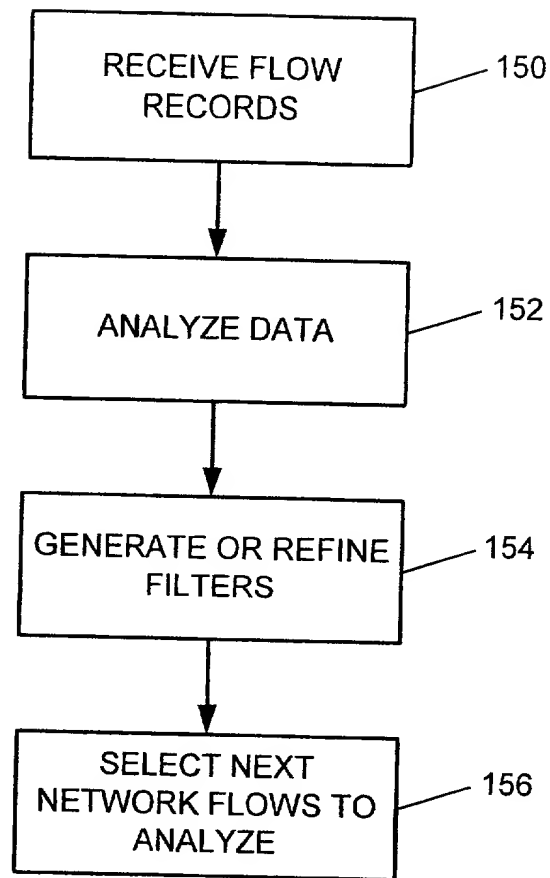 RECEIVE FLOW
RECORDS
150
ANALYZE DATA
152
GENERATE OR REFINE
FILTERS
154
SELECT NEXT
NETWORK FLOWS TO
ANALYZE
156